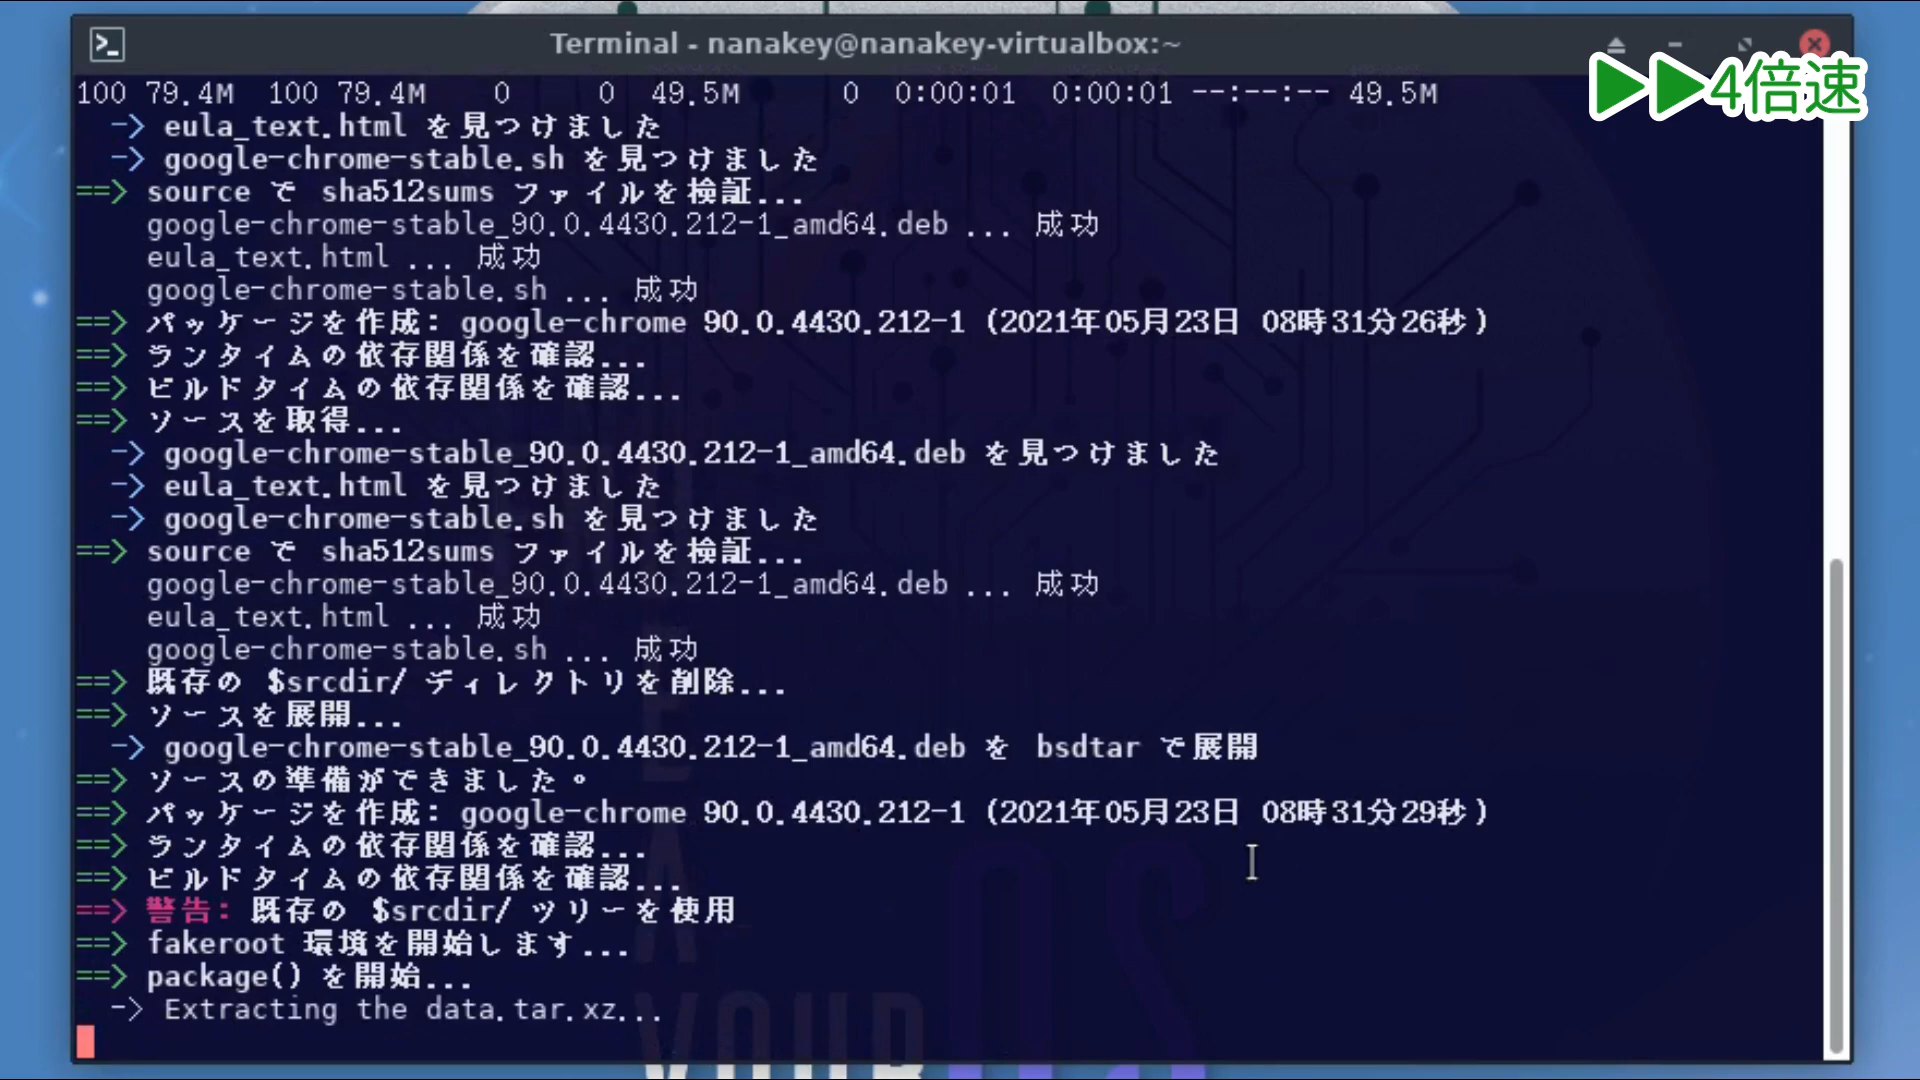 Terminal - nanakey@nanakey-virtualbox:~
▶▶4倍速
100 79.4M  100 79.4M    0     0  49.5M      0  0:00:01  0:00:01 --:--:-- 49.5M
  -> eula_text.html を見つけました
  -> google-chrome-stable.sh を見つけました
==> source で sha512sums ファイルを検証...
    google-chrome-stable_90.0.4430.212-1_amd64.deb ... 成功
    eula_text.html ... 成功
    google-chrome-stable.sh ... 成功
==> パッケージを作成: google-chrome 90.0.4430.212-1 (2021年05月23日 08時31分26秒)
==> ランタイムの依存関係を確認...
==> ビルドタイムの依存関係を確認...
==> ソースを取得...
  -> google-chrome-stable_90.0.4430.212-1_amd64.deb を見つけました
  -> eula_text.html を見つけました
  -> google-chrome-stable.sh を見つけました
==> source で sha512sums ファイルを検証...
    google-chrome-stable_90.0.4430.212-1_amd64.deb ... 成功
    eula_text.html ... 成功
    google-chrome-stable.sh ... 成功
==> 既存の $srcdir/ ディレクトリを削除...
==> ソースを展開...
  -> google-chrome-stable_90.0.4430.212-1_amd64.deb を bsdtar で展開
==> ソースの準備ができました。
==> パッケージを作成: google-chrome 90.0.4430.212-1 (2021年05月23日 08時31分29秒)
==> ランタイムの依存関係を確認...
==> ビルドタイムの依存関係を確認...
==> 警告: 既存の $srcdir/ ツリーを使用
==> fakeroot 環境を開始します...
==> package() を開始...
  -> Extracting the data.tar.xz...
YOUR OS